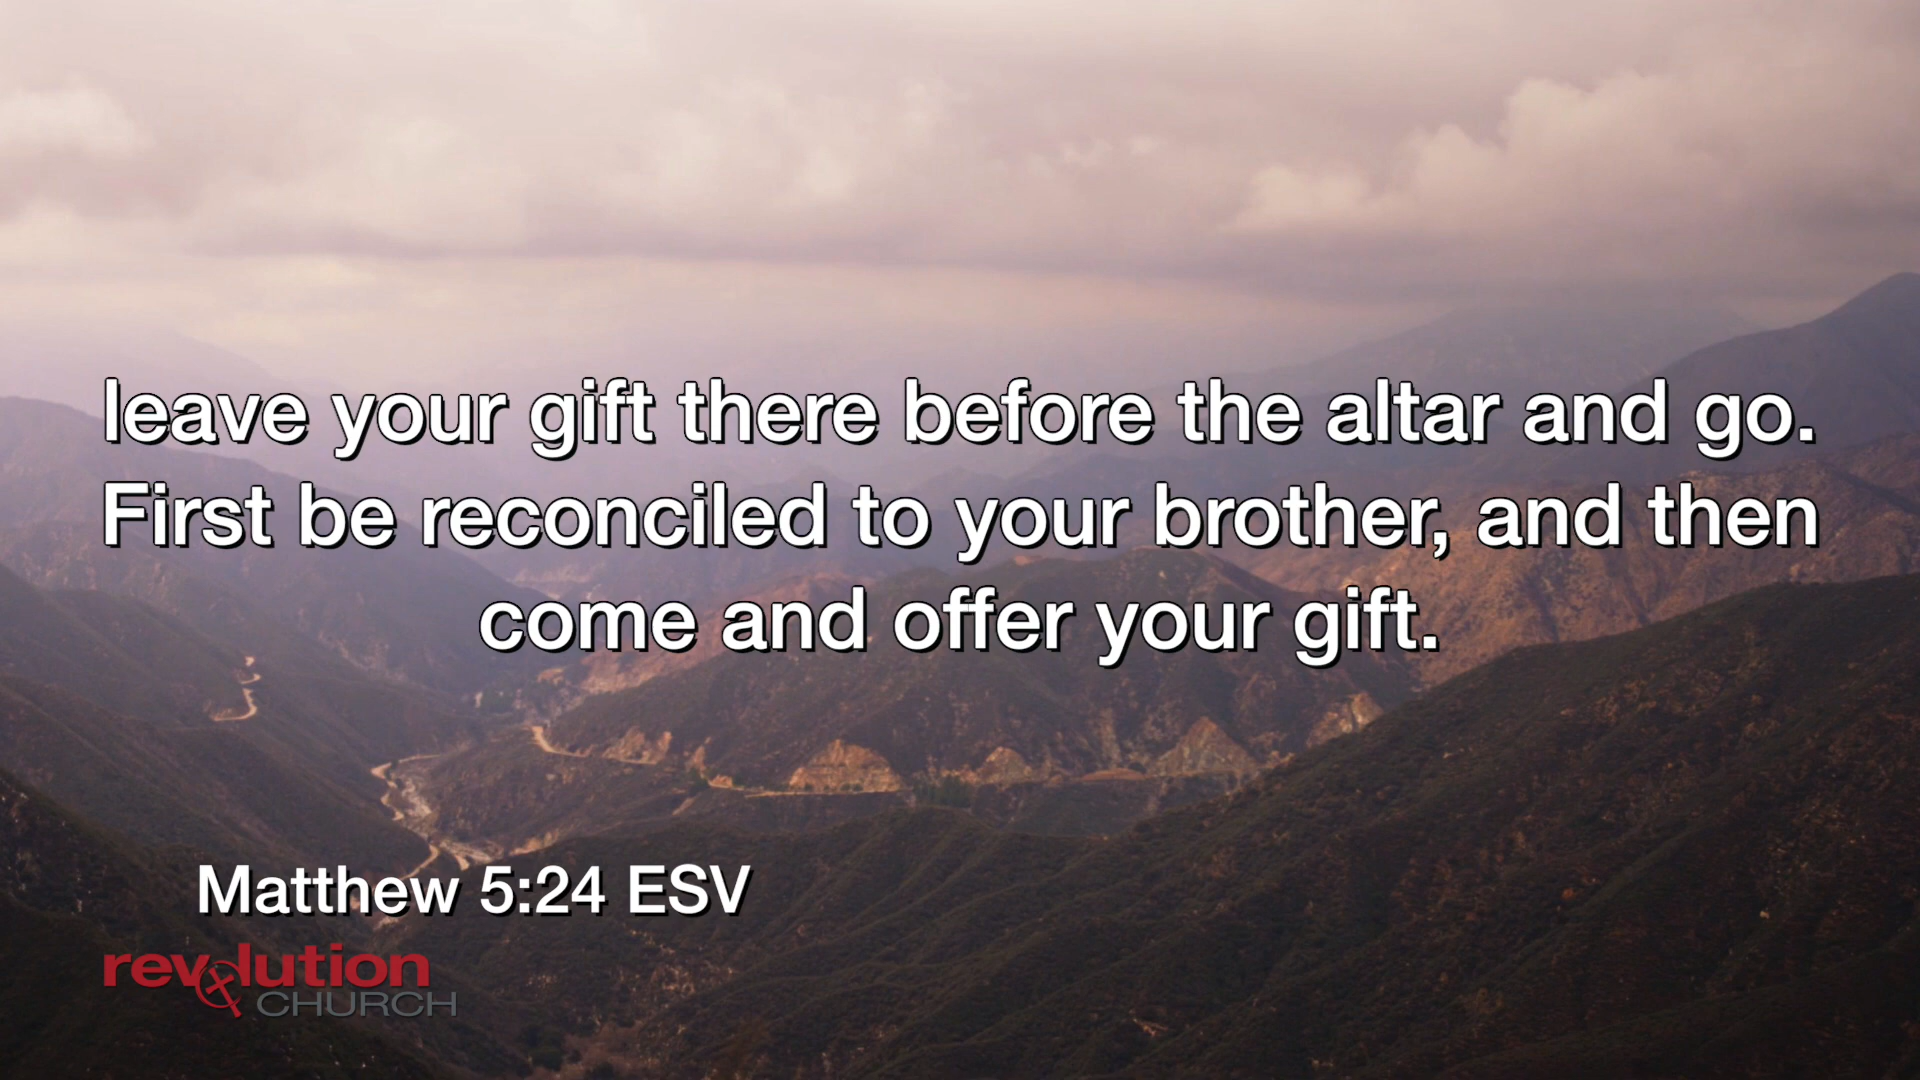 leave your gift there before the altar and go.
First be reconciled to your brother, and then
come and offer your gift.
Matthew 5:24 ESV
revolution
CHURCH